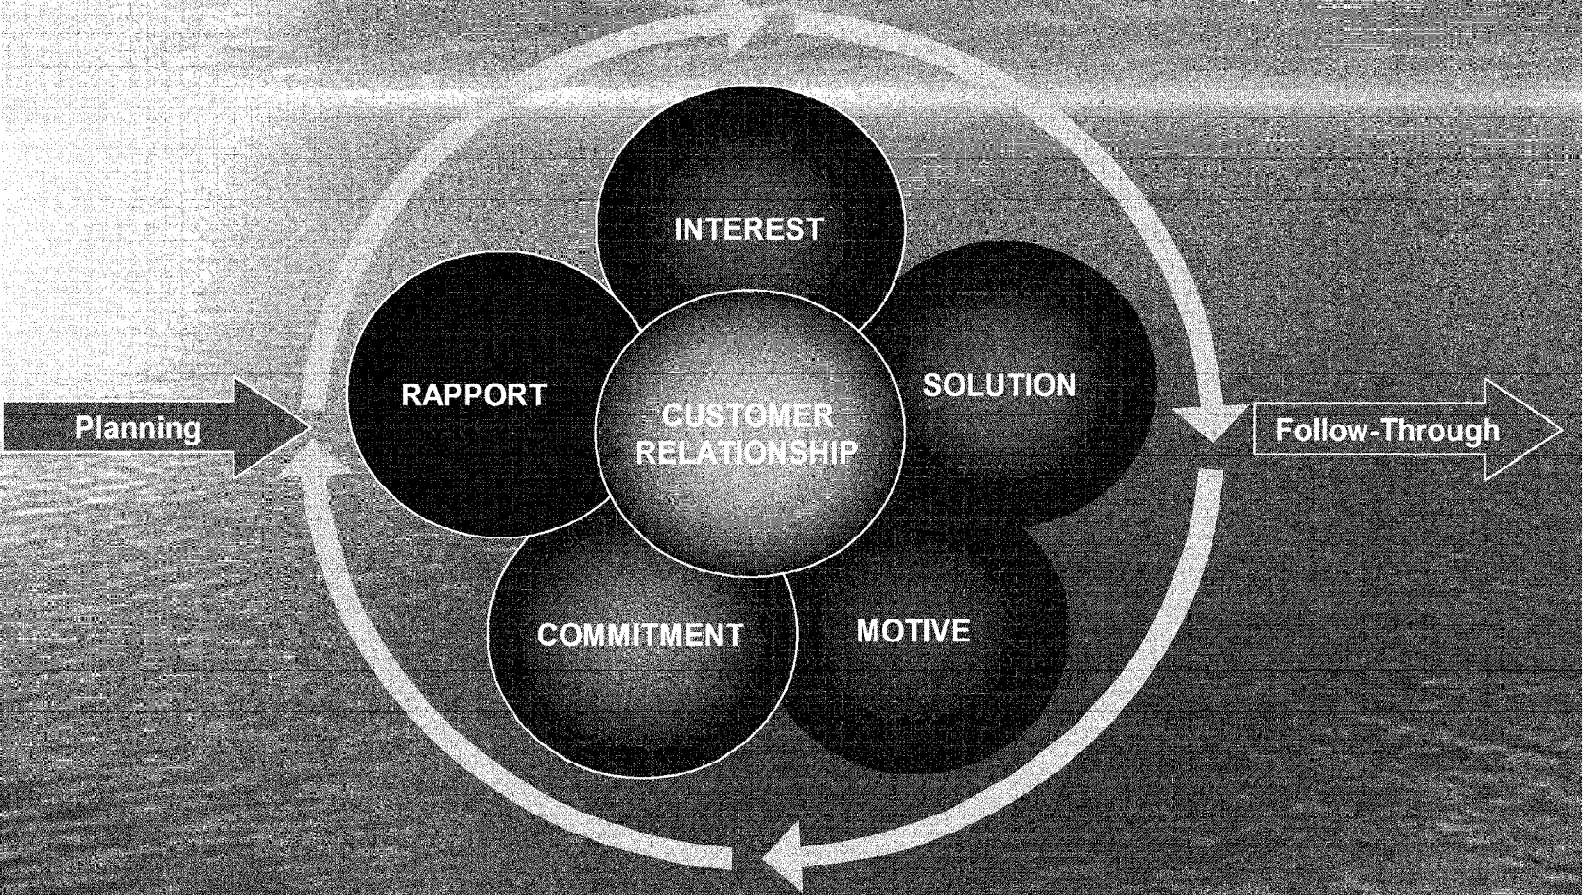 INTEREST
RAPPORT
SOLUTION
CUSTOMER
RELATIONSHIP
Planning
Follow-Through
COMMITMENT
MOTIVE